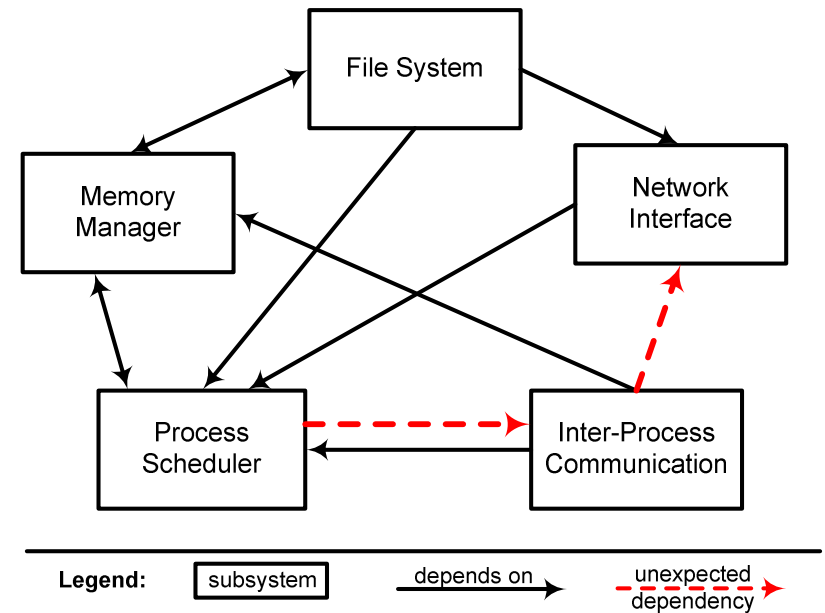 File System
Memory
Manager
Network
Interface
Process
Scheduler
Inter-Process
Communication
Legend:
subsystem
depends on
unexpected
dependency